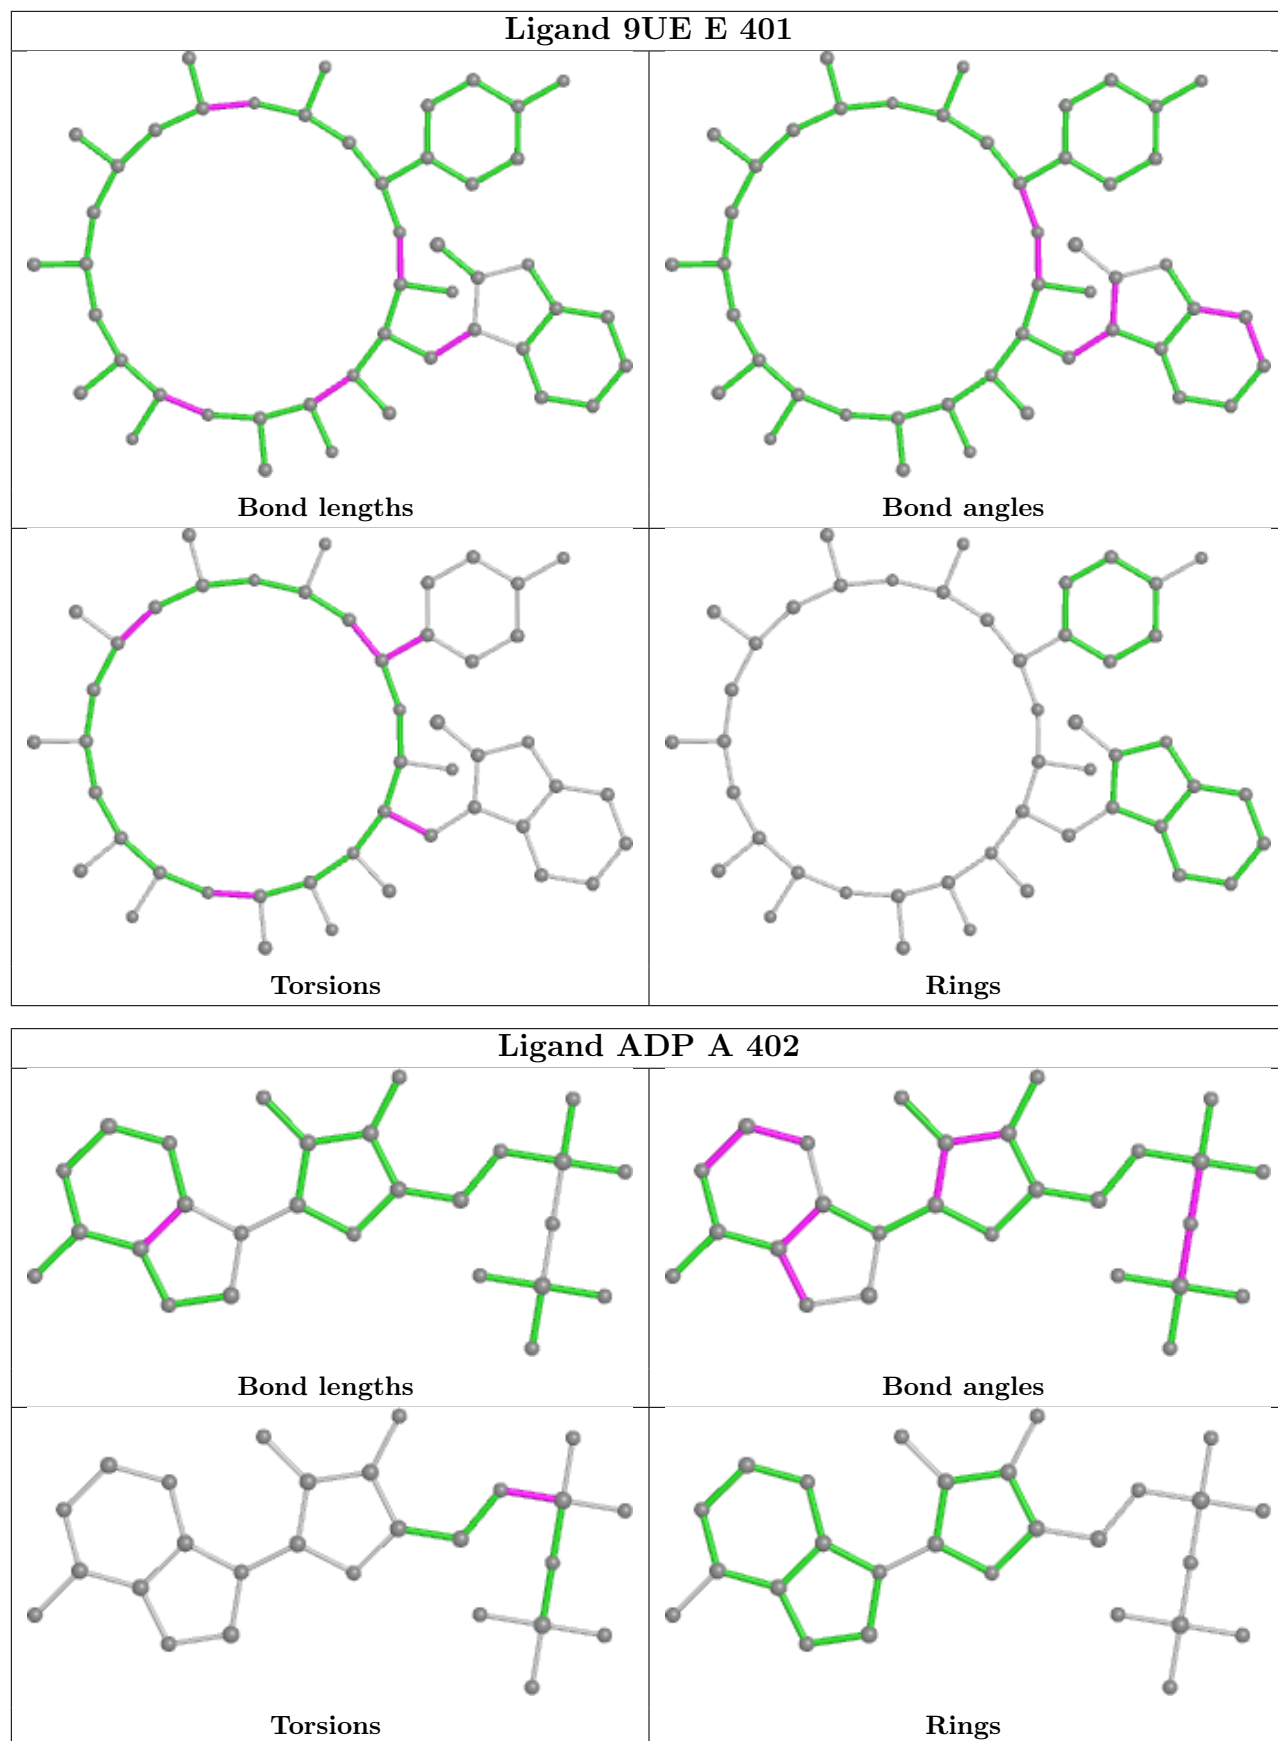 Ligand 9UE E 401
Bond lengths
Bond angles
Torsions
Rings
Ligand ADP A 402
Bond lengths
Bond angles
Torsions
Rings